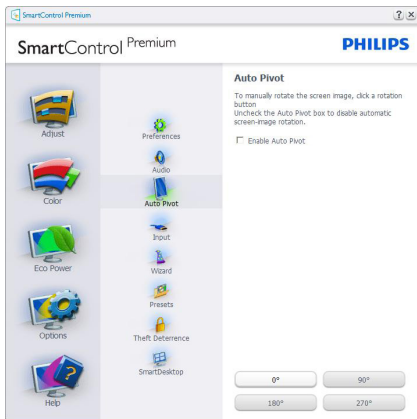 SmartControl Premium
SmartControl Premium
PHILIPS
Adjust
Color
Eco Power
Options
Help
Preferences
Audio
Auto Pivot
Input
Wizard
Presets
Theft Deterrence
SmartDesktop
Auto Pivot
To manually rotate the screen image, click a rotation
button
Uncheck the Auto Pivot box to disable automatic
screen-image rotation.
Enable Auto Pivot
0°
90°
180°
270°